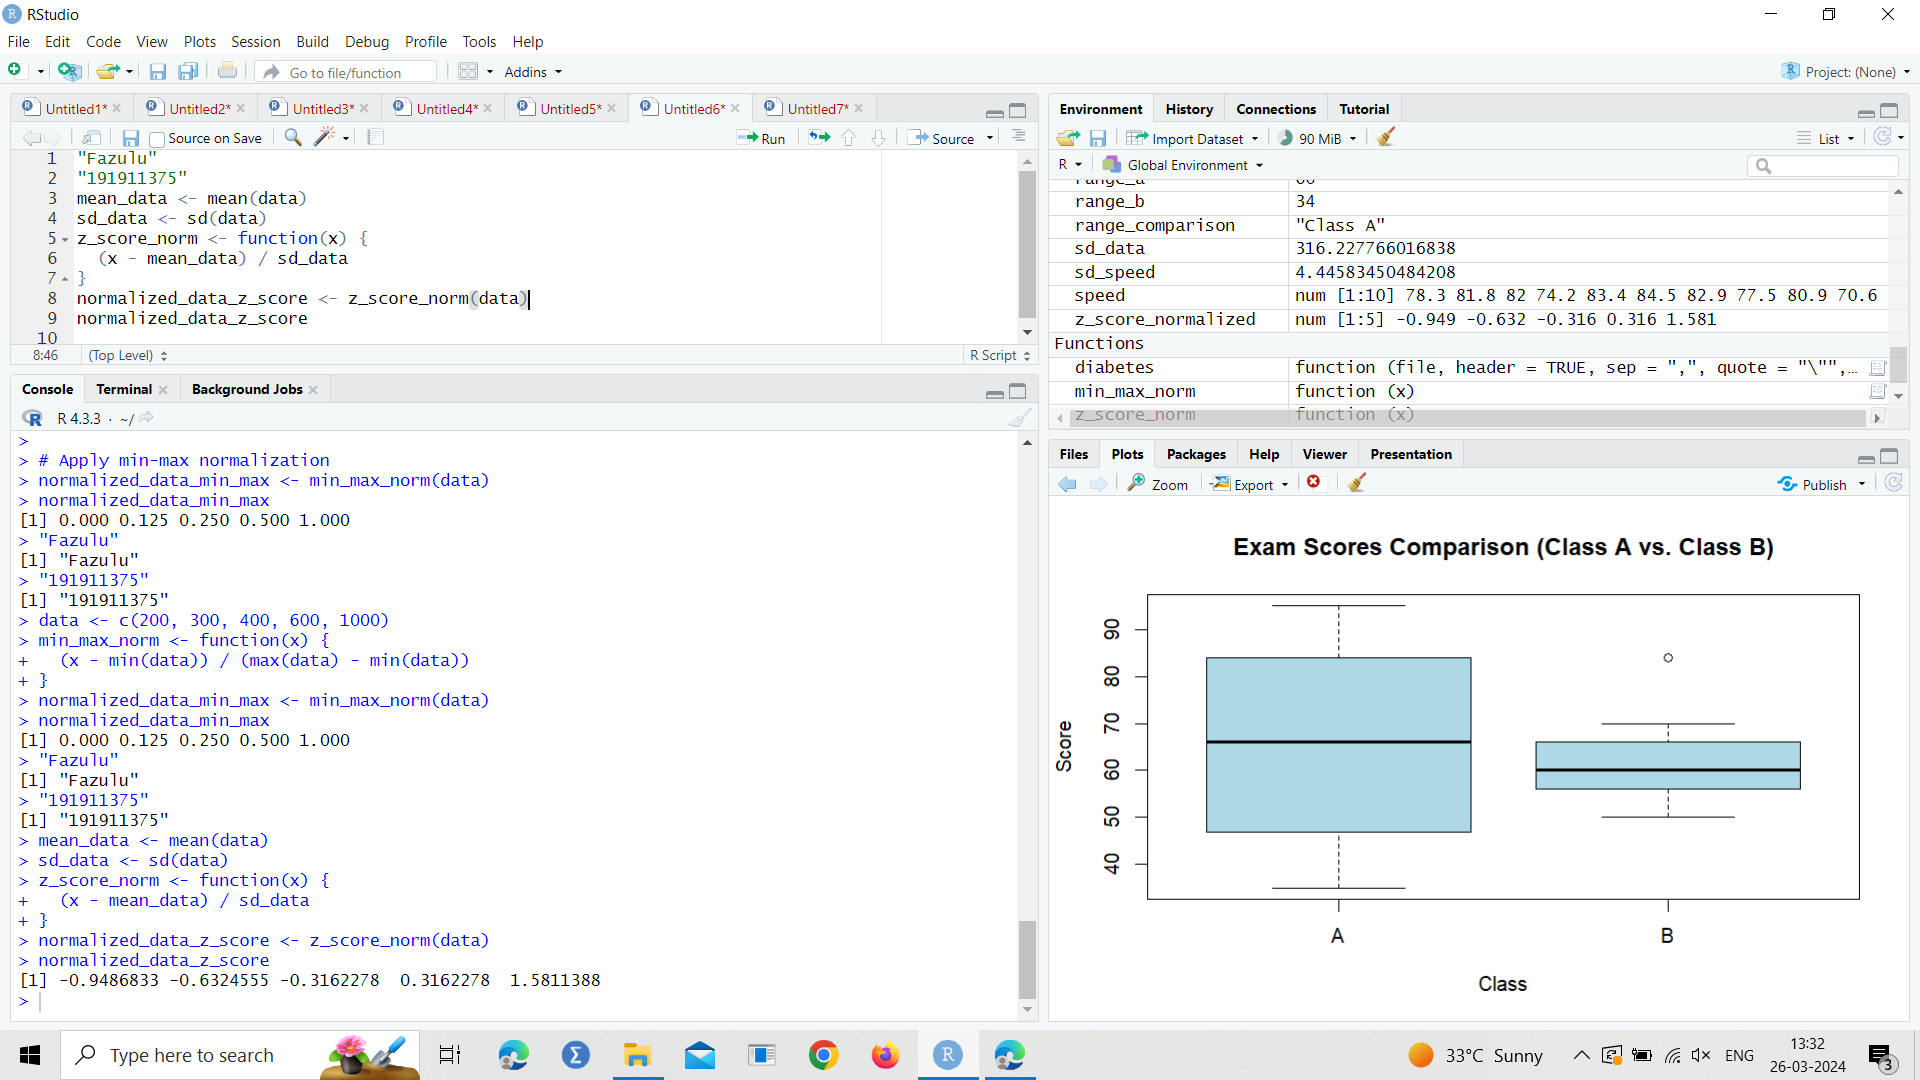 RStudio
File Edit Code View Plots Session Build Debug Profile Tools Help
Go to file/function Addins Project: (None)
Untitled1* Untitled2* Untitled3* Untitled4* Untitled5* Untitled6* Untitled7*
Source on Save Run Source
1 "Fazulu"
2 "191911375"
3 mean_data <- mean(data)
4 sd_data <- sd(data)
5 z_score_norm <- function(x) {
6 (x - mean_data) / sd_data
7 }
8 normalized_data_z_score <- z_score_norm(data)
9 normalized_data_z_score
10
8:46 (Top Level) R Script
Console Terminal Background Jobs
R 4.3.3 · ~/
>
> # Apply min-max normalization
> normalized_data_min_max <- min_max_norm(data)
> normalized_data_min_max
[1] 0.000 0.125 0.250 0.500 1.000
> "Fazulu"
[1] "Fazulu"
> "191911375"
[1] "191911375"
> data <- c(200, 300, 400, 600, 1000)
> min_max_norm <- function(x) {
+ (x - min(data)) / (max(data) - min(data))
+ }
> normalized_data_min_max <- min_max_norm(data)
> normalized_data_min_max
[1] 0.000 0.125 0.250 0.500 1.000
> "Fazulu"
[1] "Fazulu"
> "191911375"
[1] "191911375"
> mean_data <- mean(data)
> sd_data <- sd(data)
> z_score_norm <- function(x) {
+ (x - mean_data) / sd_data
+ }
> normalized_data_z_score <- z_score_norm(data)
> normalized_data_z_score
[1] -0.9486833 -0.6324555 -0.3162278 0.3162278 1.5811388
>
Environment History Connections Tutorial
Import Dataset 90 MiB List
R Global Environment
range_a 60
range_b 34
range_comparison "Class A"
sd_data 316.227766016838
sd_speed 4.44583450484208
speed num [1:10] 78.3 81.8 82 74.2 83.4 84.5 82.9 77.5 80.9 70.6
z_score_normalized num [1:5] -0.949 -0.632 -0.316 0.316 1.581
Functions
diabetes function (file, header = TRUE, sep = ",", quote = "\"",…
min_max_norm function (x)
z_score_norm function (x)
Files Plots Packages Help Viewer Presentation
Zoom Export Publish
Exam Scores Comparison (Class A vs. Class B)
90
80
70
60
50
40
Score
A B
Class
Type here to search
33°C Sunny ENG 13:32
26-03-2024 3